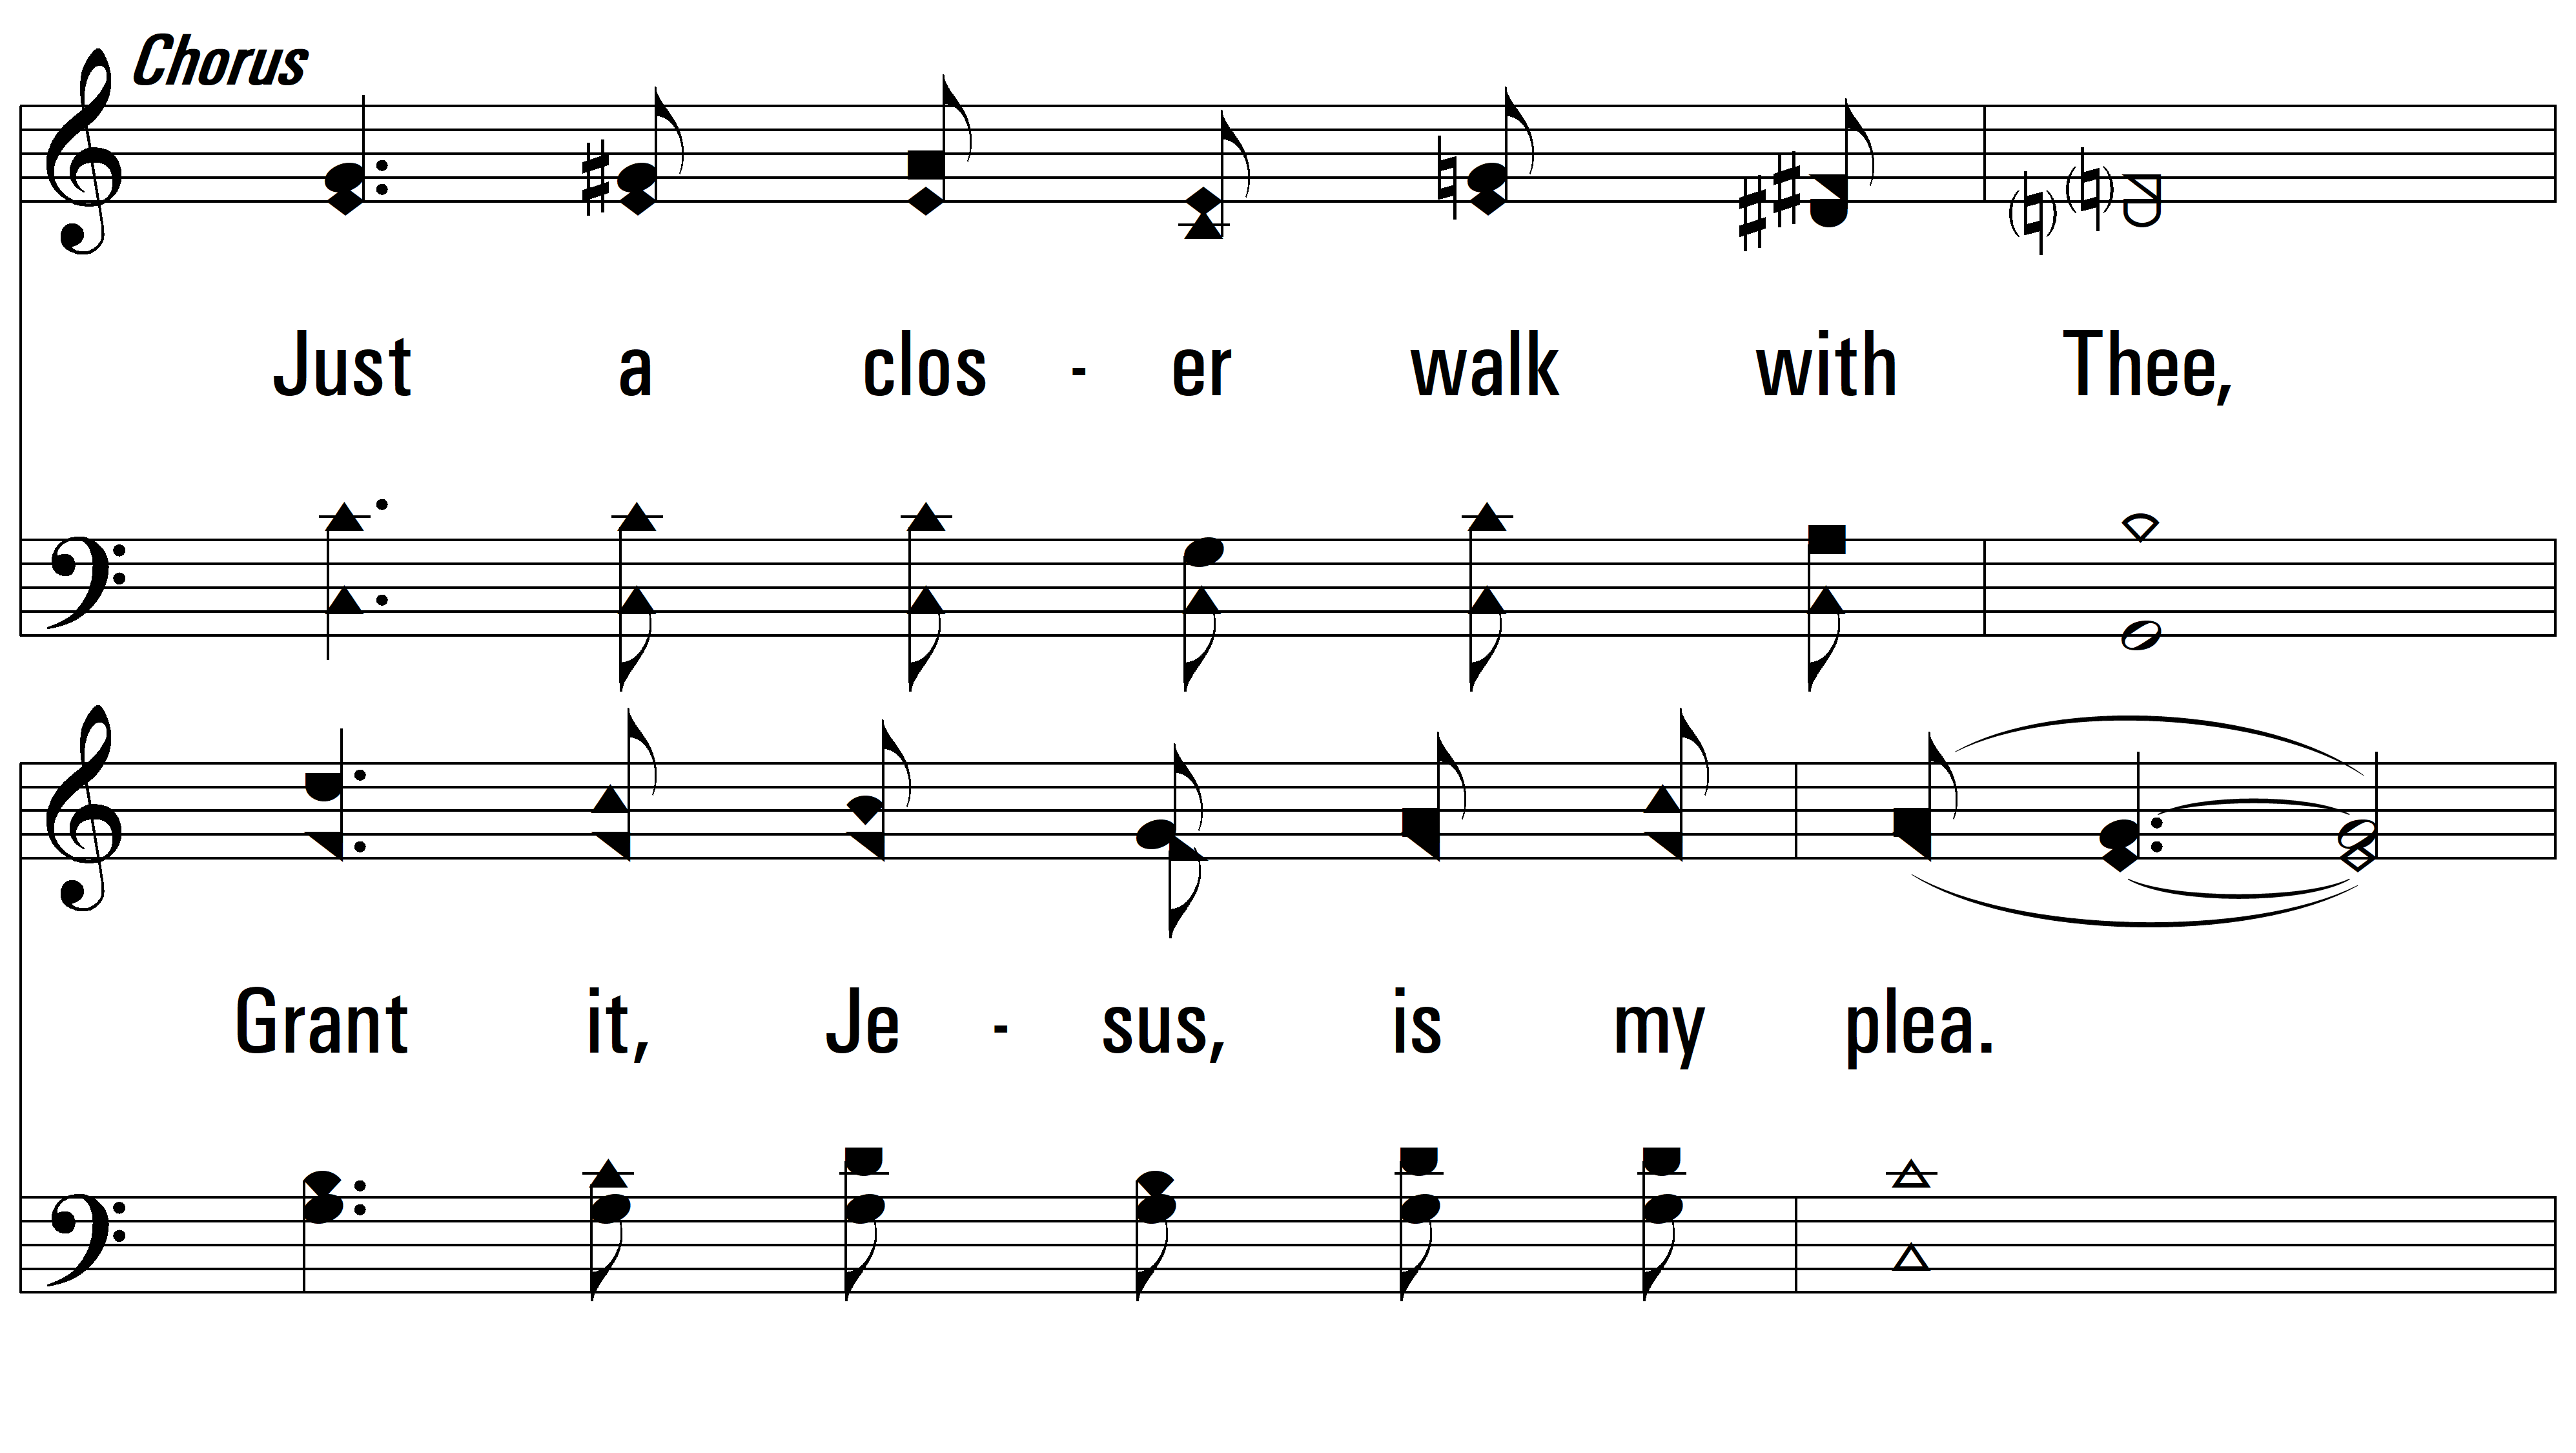 Chorus
Just a clos - er walk with Thee,
Grant it, Je - sus, is my plea.